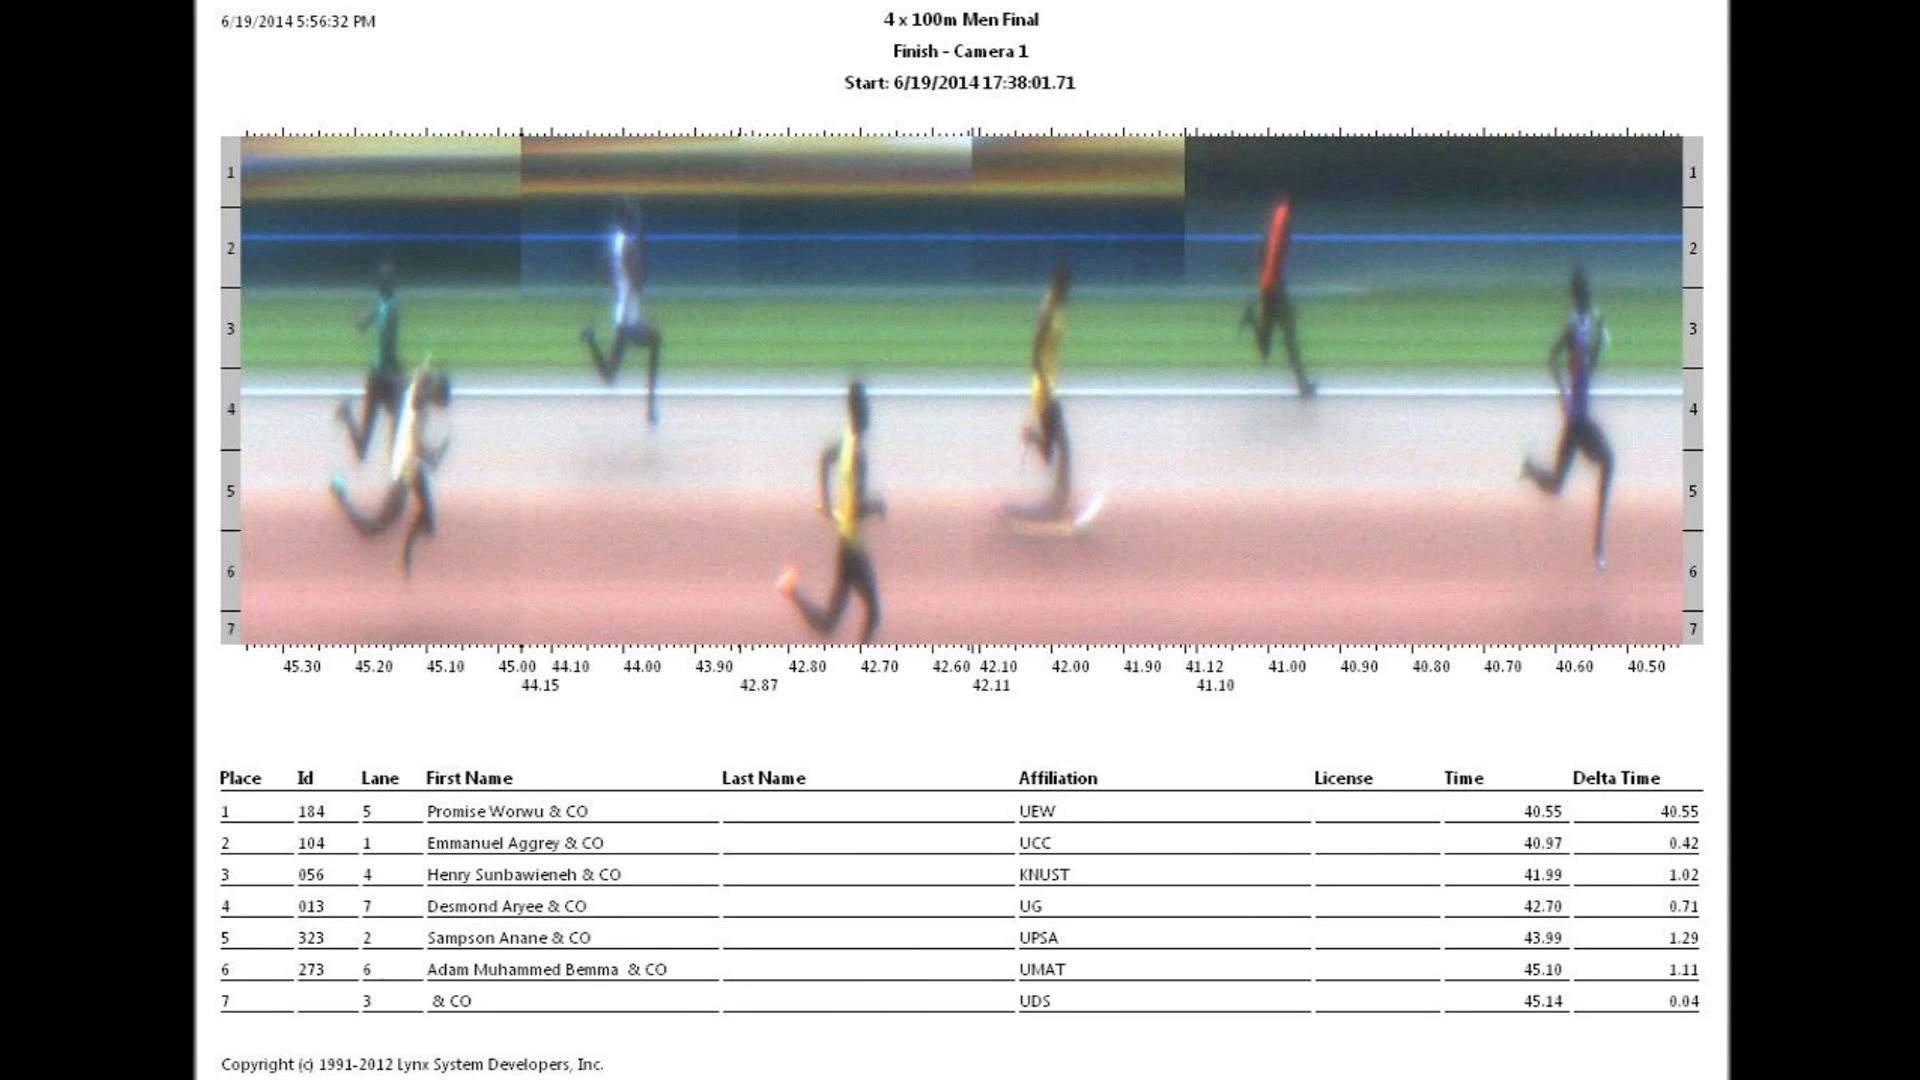 6/19/2014 5:56:32 PM
4 x 100m Men Final
Finish - Camera 1
Start: 6/19/2014 17:38:01.71
1 1
2 2
3 3
4 4
5 5
6 6
7 7
45.30 45.20 45.10 45.00 44.10 44.00 43.90 42.80 42.70 42.60 42.10 42.00 41.90 41.12 41.00 40.90 40.80 40.70 40.60 40.50
44.15 42.87 42.11 41.10
Place Id Lane First Name Last Name Affiliation License Time Delta Time
1 184 5 Promise Worwu & CO UEW 40.55 40.55
2 104 1 Emmanuel Aggrey & CO UCC 40.97 0.42
3 056 4 Henry Sunbawieneh & CO KNUST 41.99 1.02
4 013 7 Desmond Aryee & CO UG 42.70 0.71
5 323 2 Sampson Anane & CO UPSA 43.99 1.29
6 273 6 Adam Muhammed Bemma & CO UMAT 45.10 1.11
7 3 & CO UDS 45.14 0.04
Copyright (c) 1991-2012 Lynx System Developers, Inc.